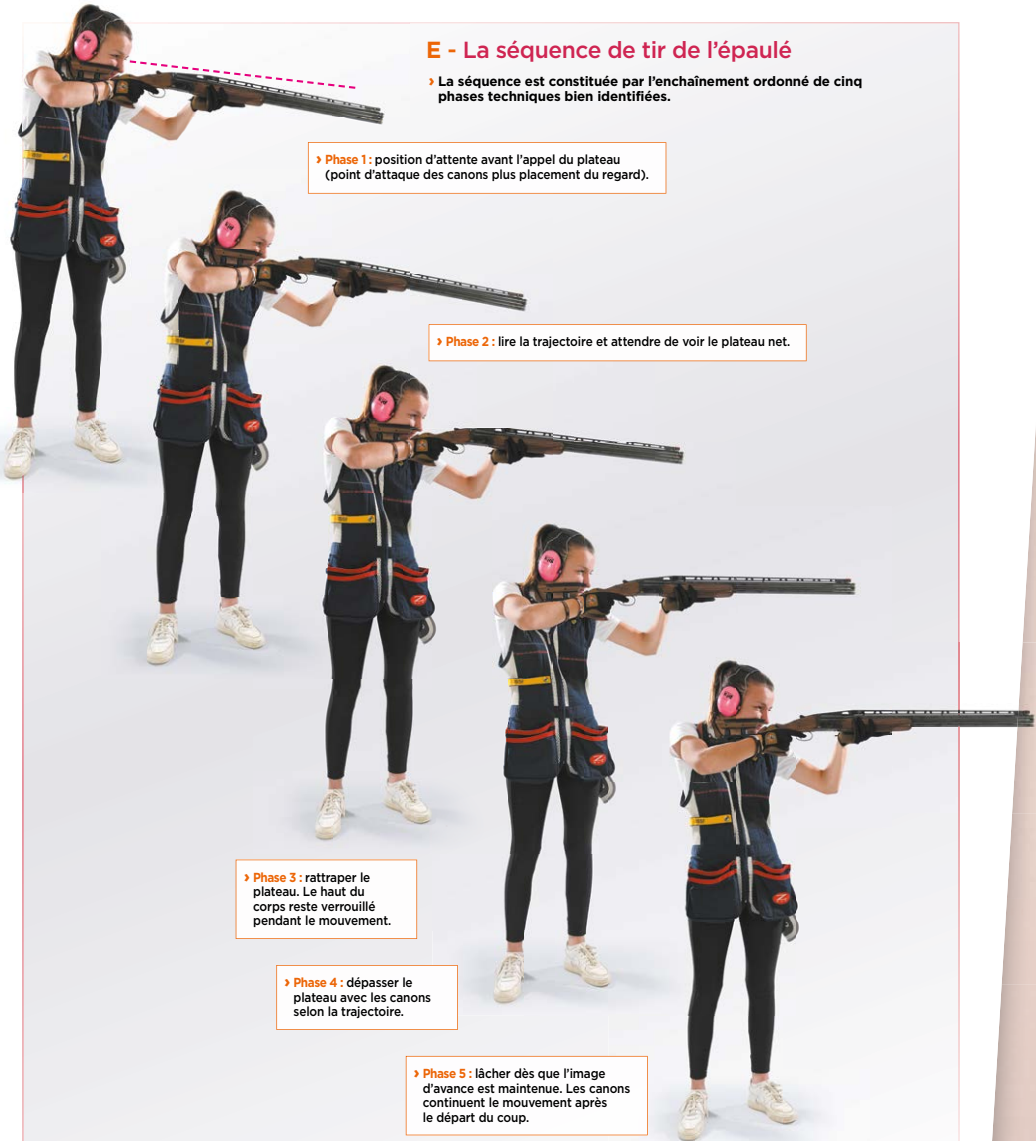 E - La séquence de tir de l'épaulé
› La séquence est constituée par l'enchaînement ordonné de cinq
phases techniques bien identifiées.
› Phase 1 : position d'attente avant l'appel du plateau
(point d'attaque des canons plus placement du regard).
› Phase 2 : lire la trajectoire et attendre de voir le plateau net.
› Phase 3 : rattraper le
plateau. Le haut du
corps reste verrouillé
pendant le mouvement.
› Phase 4 : dépasser le
plateau avec les canons
selon la trajectoire.
› Phase 5 : lâcher dès que l'image
d'avance est maintenue. Les canons
continuent le mouvement après
le départ du coup.